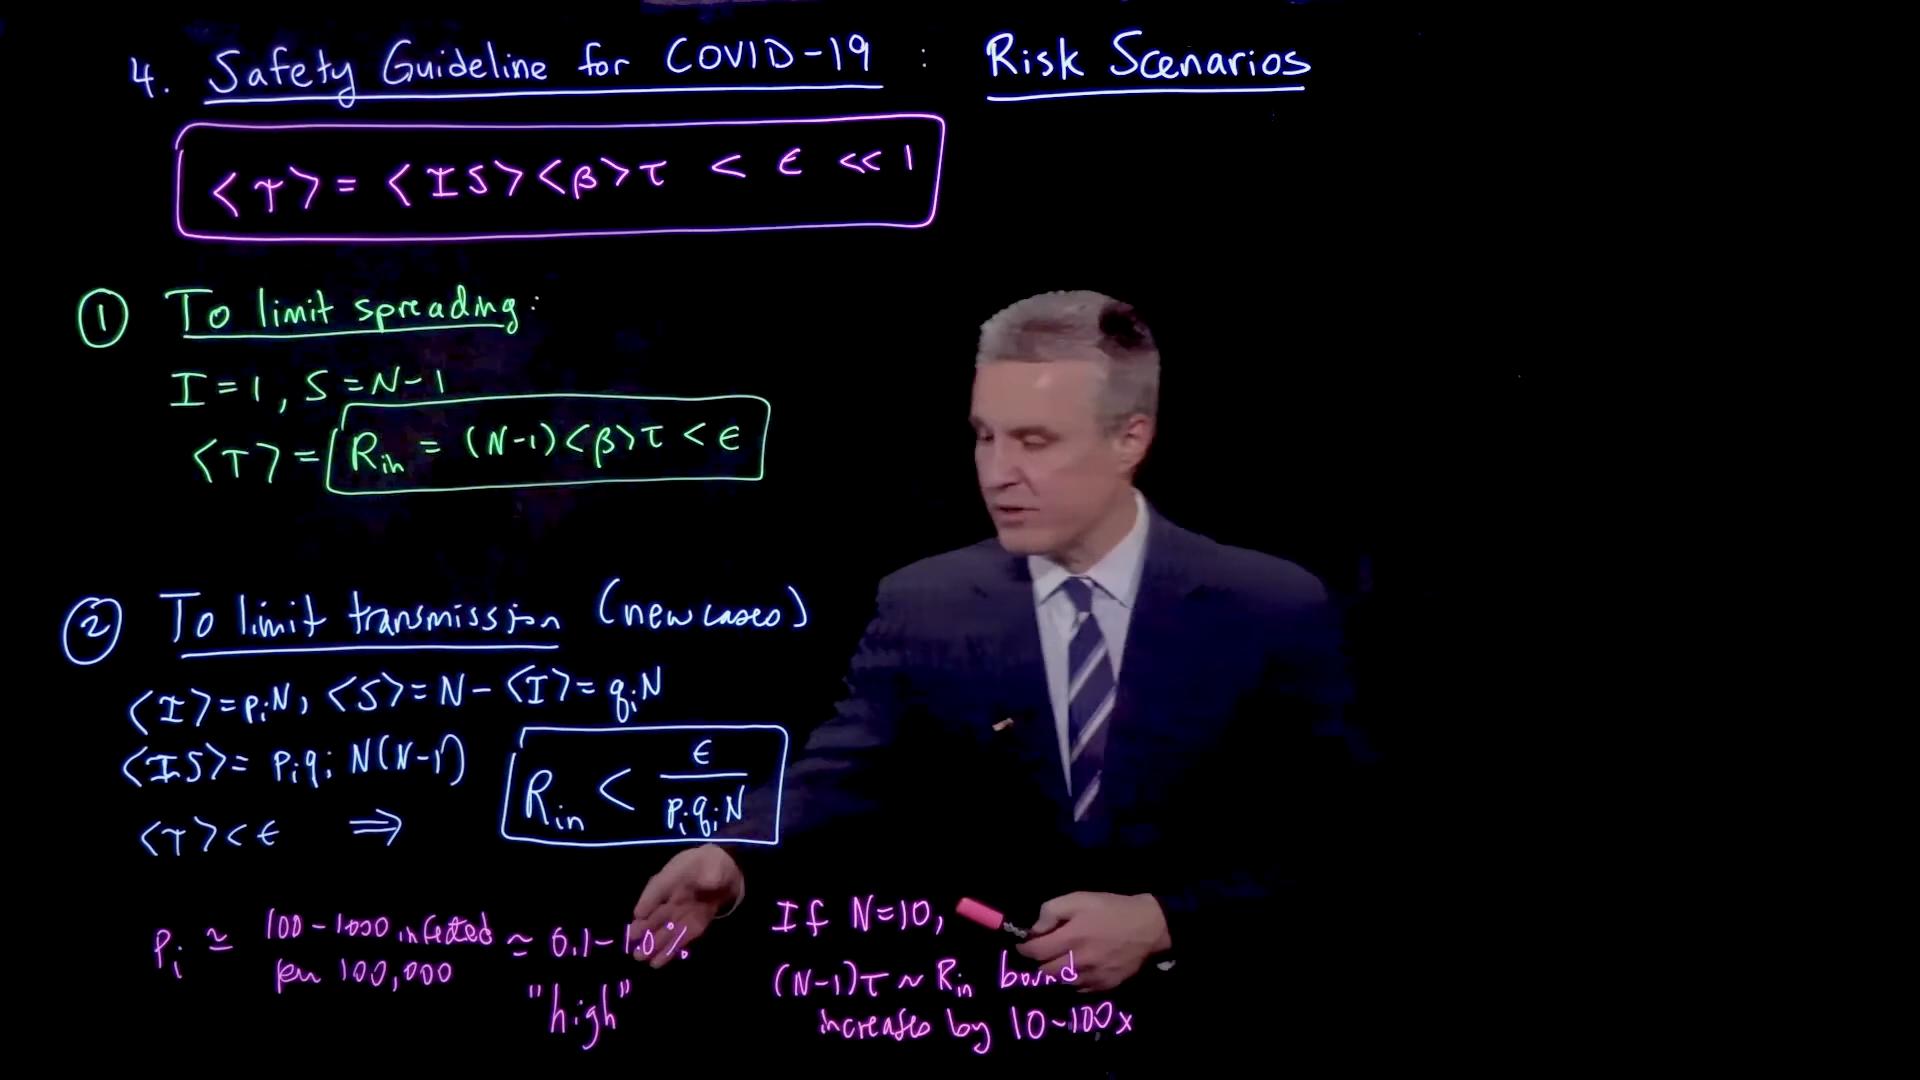 4. Safety Guideline for COVID-19 : Risk Scenarios
<T> = <IS><β>τ < ϵ << 1
① To limit spreading:
I = 1, S = N-1
<T> = R_in = (N-1)<β>τ < ϵ
② To limit transmission (new cases)
<I> = p_i N, <S> = N - <I> = q_i N
<IS> = p_i q_i N(N-1)
<T> < ϵ ⇒ R_in < ϵ / p_i q_i N
p_i ≃ 100-1000 infected per 100,000 ≃ 0.1-1.0% "high"
If N=10,
(N-1)τ ~ R_in bound
increases by 10-100x